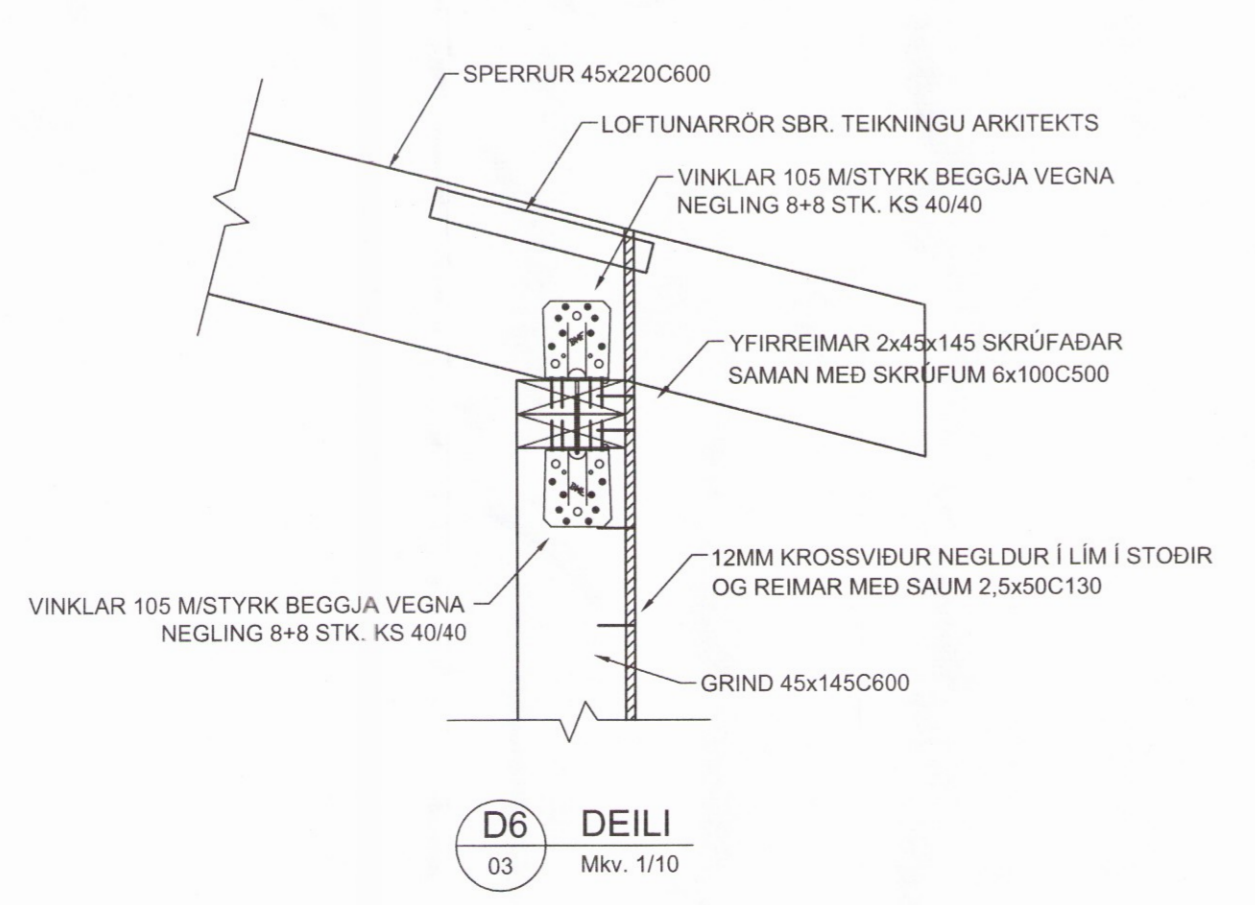 SPERRUR 45x220C600
LOFTUNARRÖR SBR. TEIKNINGU ARKITEKTS
VINKLAR 105 M/STYRK BEGGJA VEGNA
NEGLING 8+8 STK. KS 40/40
YFIRREIMAR 2x45x145 SKRÚFAÐAR
SAMAN MEÐ SKRÚFUM 6x100C500
12MM KROSSVIÐUR NEGLDUR Í LÍM Í STOÐIR
OG REIMAR MEÐ SAUM 2,5x50C130
VINKLAR 105 M/STYRK BEGGJA VEGNA
NEGLING 8+8 STK. KS 40/40
GRIND 45x145C600
D6 DEILI
03 Mkv. 1/10